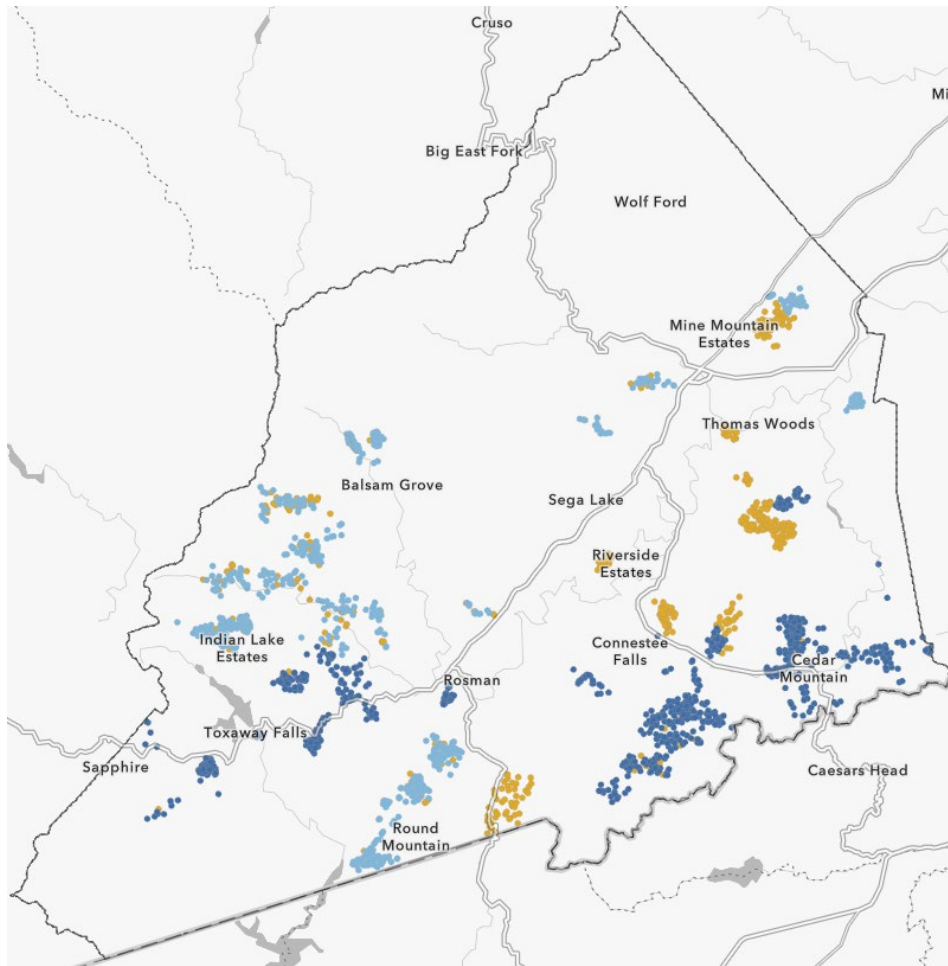 Cruso
Mi
Big East Fork
Wolf Ford
Mine Mountain
Estates
Thomas Woods
Balsam Grove
Sega Lake
Riverside
Estates
Indian Lake
Estates
Connestee
Falls
Cedar
Mountain
Rosman
Toxaway Falls
Sapphire
Caesars Head
Round
Mountain